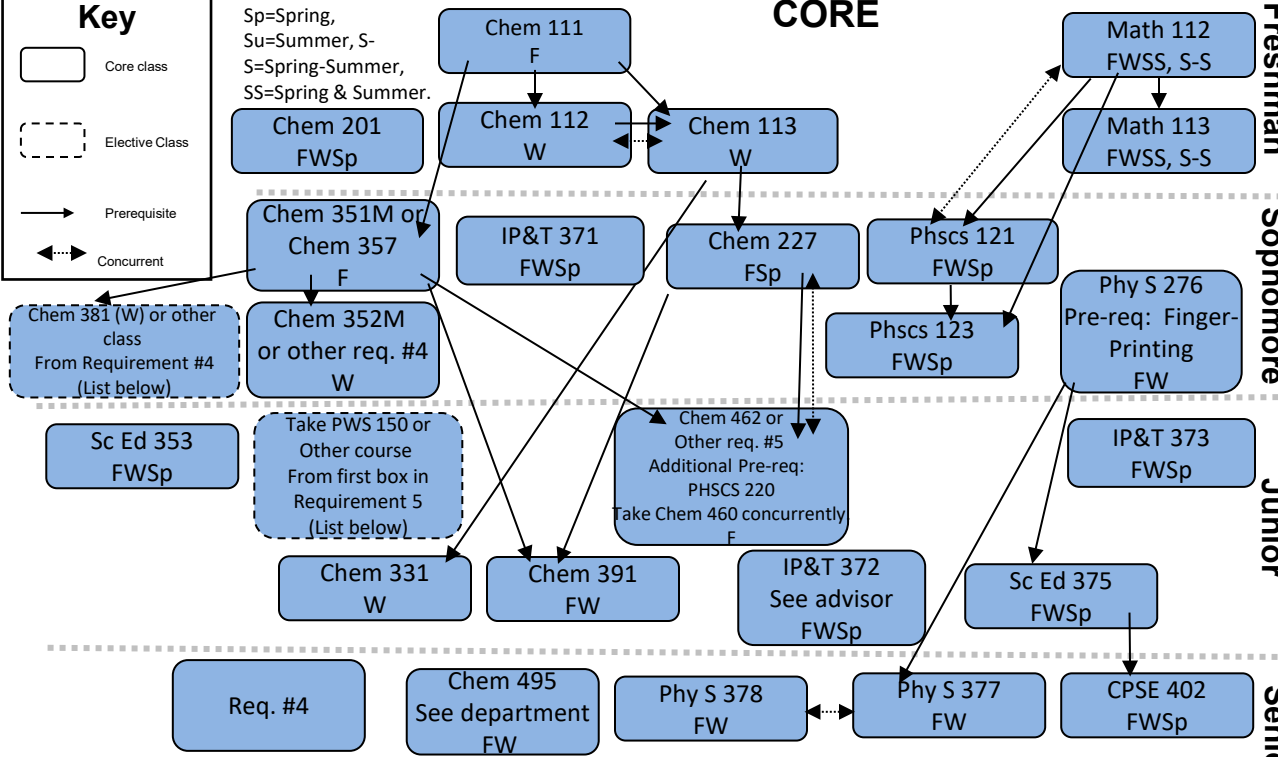 Key
Core class
Elective Class
Prerequisite
Concurrent
Sp=Spring,
Su=Summer, S-
S=Spring-Summer,
SS=Spring & Summer.
CORE
Freshman
Chem 111
F
Math 112
FWSS, S-S
Chem 201
FWSp
Chem 112
W
Chem 113
W
Math 113
FWSS, S-S
Sophomore
Chem 351M or
Chem 357
F
IP&T 371
FWSp
Chem 227
FSp
Phscs 121
FWSp
Phy S 276
Pre-req: Finger-
Printing
FW
Chem 381 (W) or other
class
From Requirement #4
(List below)
Chem 352M
or other req. #4
W
Phscs 123
FWSp
Junior
Sc Ed 353
FWSp
Take PWS 150 or
Other course
From first box in
Requirement 5
(List below)
Chem 462 or
Other req. #5
Additional Pre-req:
PHSCS 220
Take Chem 460 concurrently
F
IP&T 373
FWSp
Chem 331
W
Chem 391
FW
IP&T 372
See advisor
FWSp
Sc Ed 375
FWSp
Req. #4
Chem 495
See department
FW
Phy S 378
FW
Phy S 377
FW
CPSE 402
FWSp